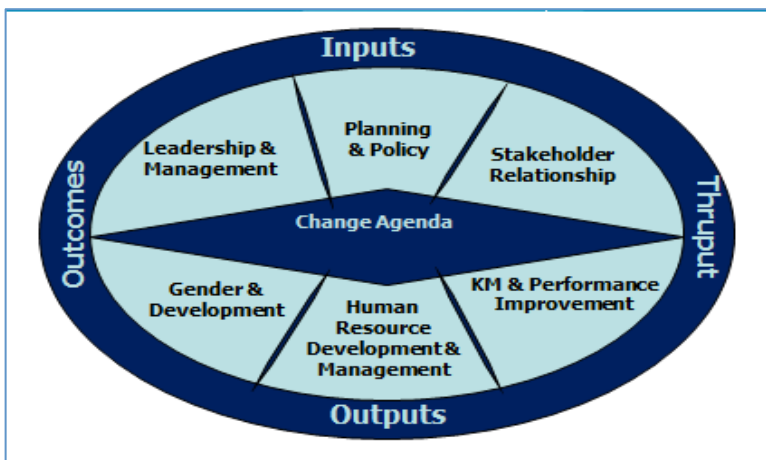 Inputs
Leadership &
Management
Planning
& Policy
Stakeholder
Relationship
Outcomes
Change Agenda
Thruput
Gender &
Development
Human
Resource
Development &
Management
KM & Performance
Improvement
Outputs